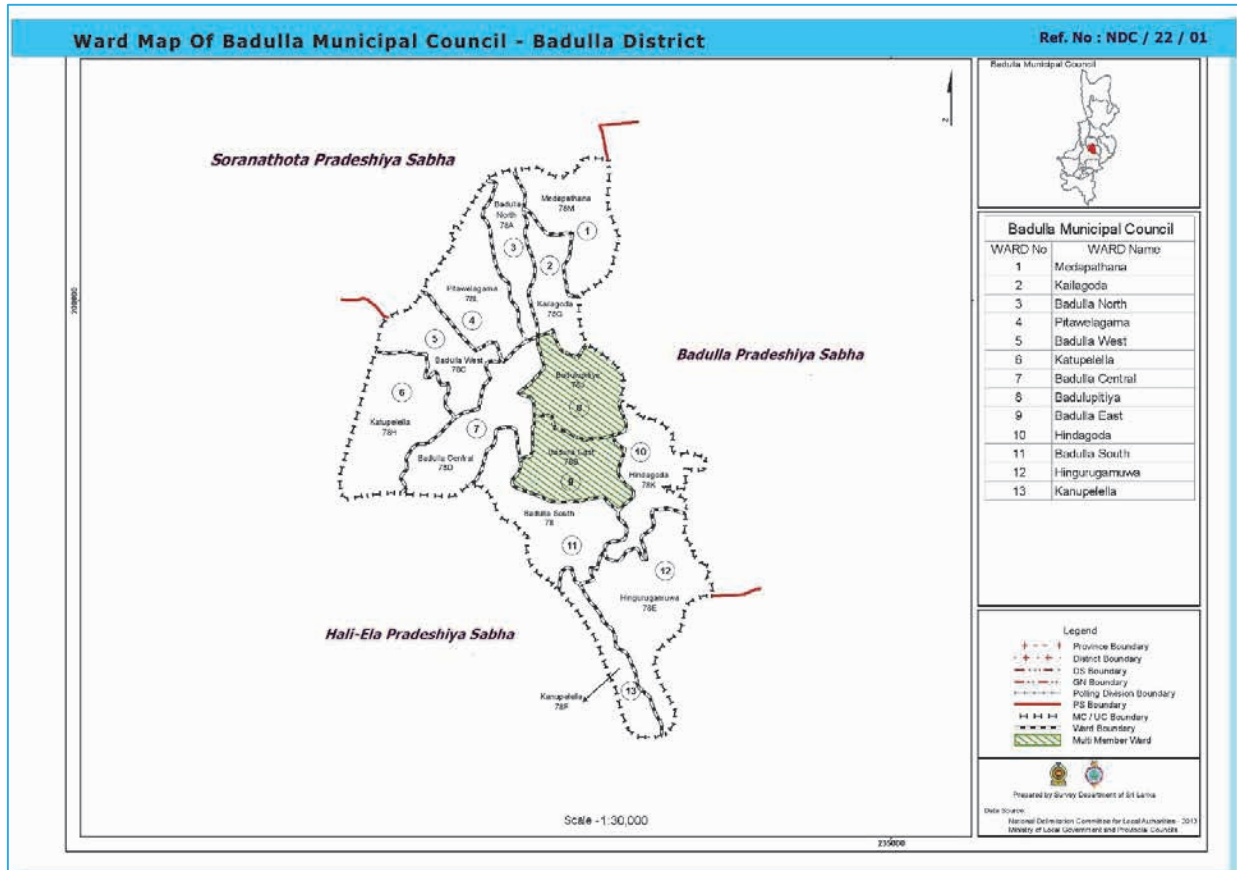 Ward Map Of Badulla Municipal Council - Badulla District
Ref. No : NDC / 22 / 01
Badulla Municipal Council
Soranathota Pradeshiya Sabha
Badulla Pradeshiya Sabha
Hali-Ela Pradeshiya Sabha
Medapathana
78M
1
Badulla
North
78A
3
2
Kailagoda
78G
Pitawelagama
78L
4
5
Badulla West
78C
6
Katupelella
78H
7
Badulla Central
78D
Badulupitiya
8
Badulla East
9
10
Hindagoda
78K
Badulla South
78
11
12
Hingurugamuwa
78E
Kanupelella
78F
13
Scale -1:30,000
235000
Badulla Municipal Council
WARD No WARD Name
1 Medapathana
2 Kailagoda
3 Badulla North
4 Pitawelagama
5 Badulla West
6 Katupelella
7 Badulla Central
8 Badulupitiya
9 Badulla East
10 Hindagoda
11 Badulla South
12 Hingurugamuwa
13 Kanupelella
Legend
Province Boundary
District Boundary
DS Boundary
GN Boundary
Polling Division Boundary
PS Boundary
MC / UC Boundary
Ward Boundary
Multi Member Ward
Prepared by Survey Department of Sri Lanka
Data Source:
National Delimitation Committee for Local Authorities - 2013
Ministry of Local Government and Provincial Councils